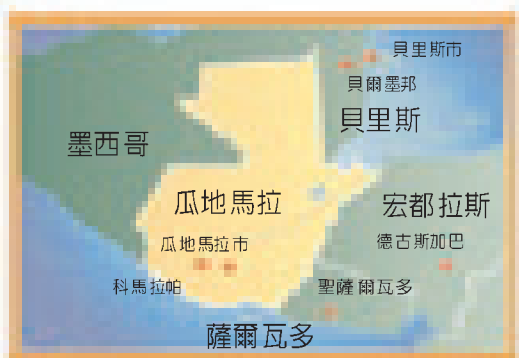 貝里斯市
貝爾墨邦
貝里斯
墨西哥
瓜地馬拉
宏都拉斯
瓜地馬拉市
德古斯加巴
科馬拉帕
聖薩爾瓦多
薩爾瓦多